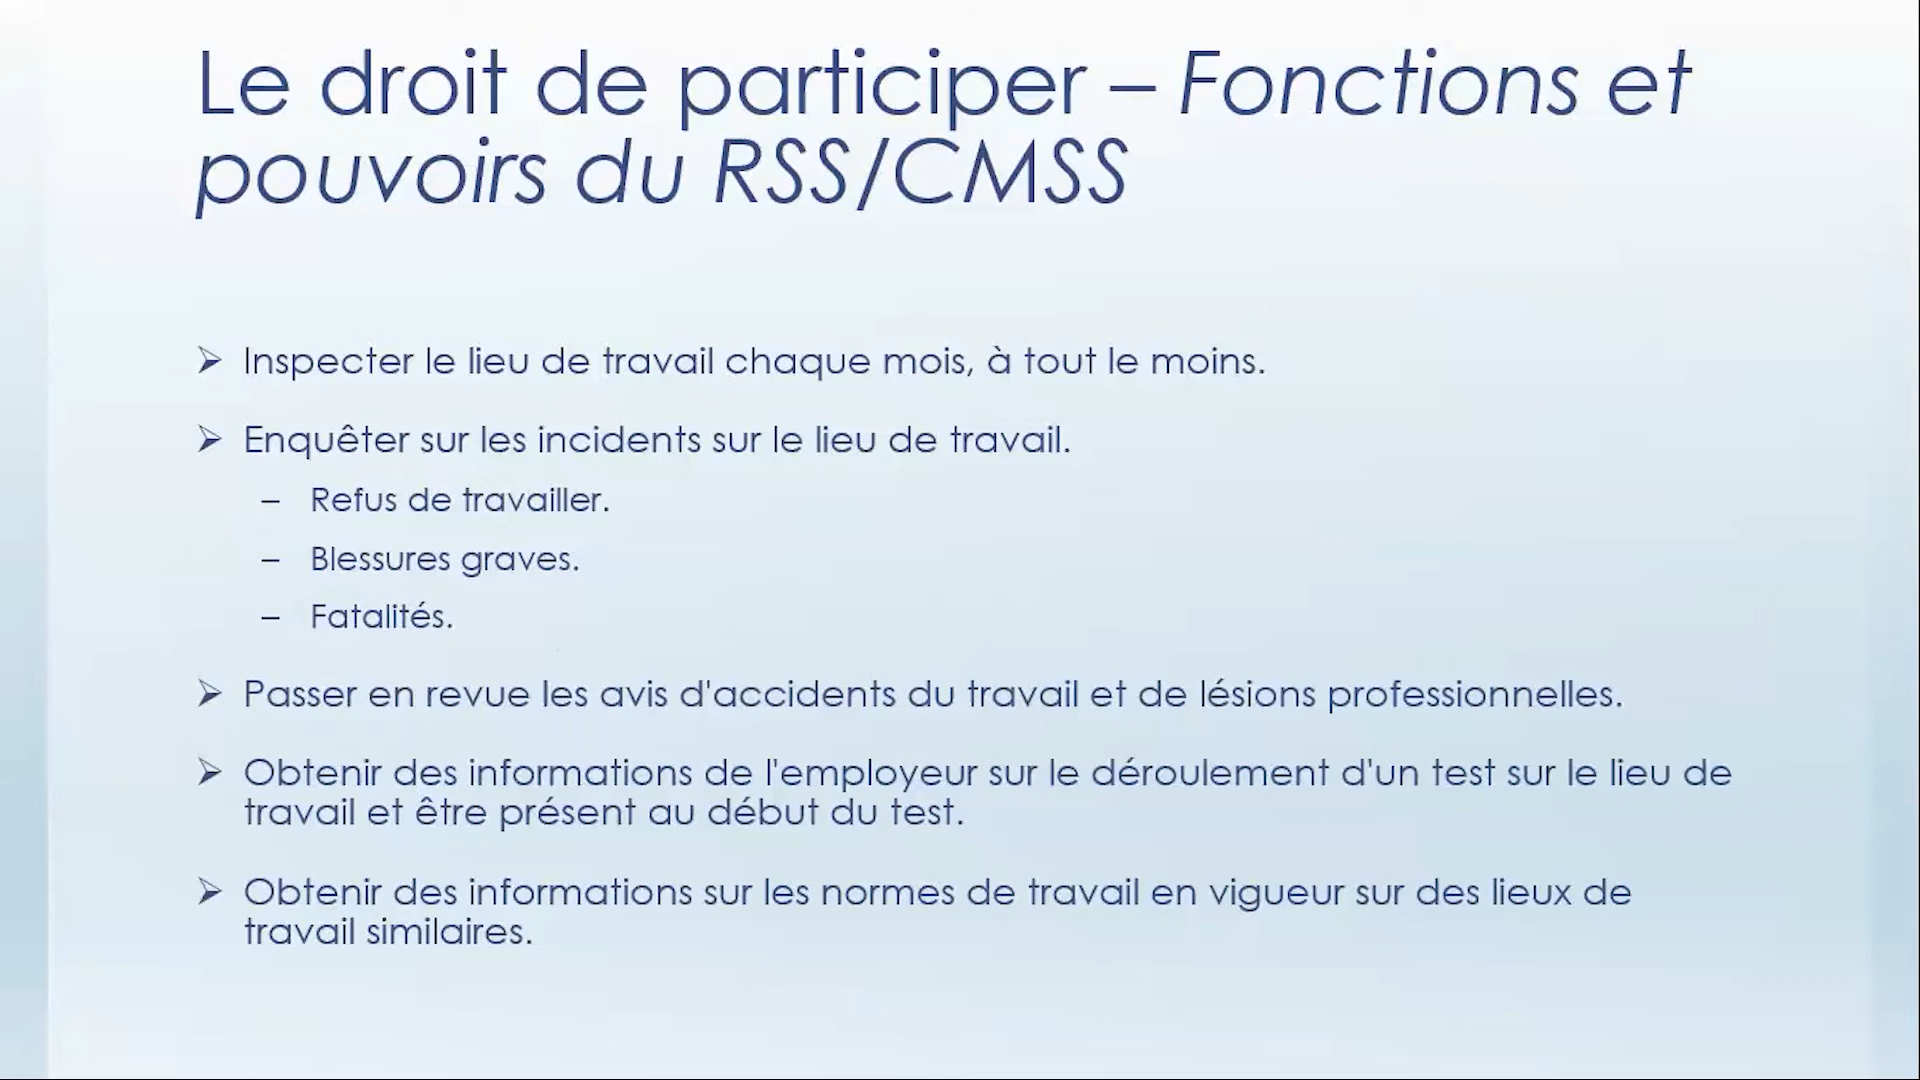 Le droit de participer – Fonctions et
pouvoirs du RSS/CMSS
➢ Inspecter le lieu de travail chaque mois, à tout le moins.
➢ Enquêter sur les incidents sur le lieu de travail.
– Refus de travailler.
– Blessures graves.
– Fatalités.
➢ Passer en revue les avis d'accidents du travail et de lésions professionnelles.
➢ Obtenir des informations de l'employeur sur le déroulement d'un test sur le lieu de
travail et être présent au début du test.
➢ Obtenir des informations sur les normes de travail en vigueur sur des lieux de
travail similaires.